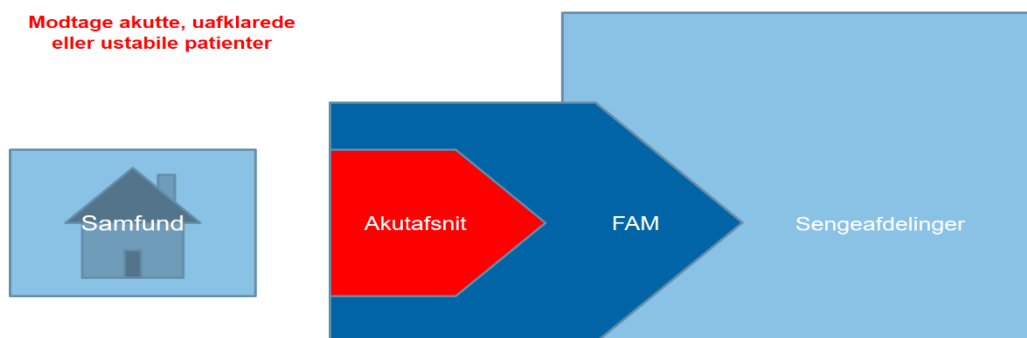 Modtage akutte, uafklarede
eller ustabile patienter
Samfund
Akutafsnit
FAM
Sengeafdelinger